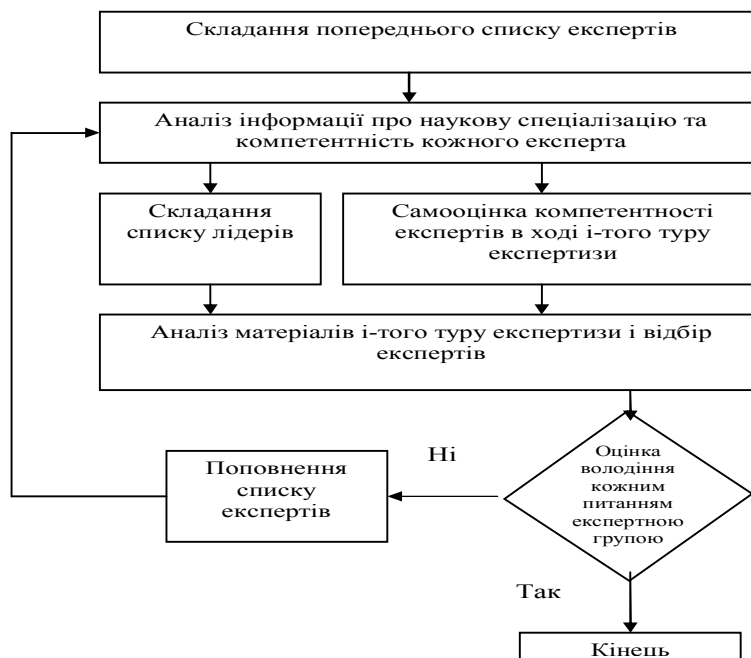 Складання попереднього списку експертів
Аналіз інформації про наукову спеціалізацію та
компетентність кожного експерта
Складання
списку лідерів
Самооцінка компетентності
експертів в ході і-того туру
експертизи
Аналіз матеріалів і-того туру експертизи і відбір
експертів
Оцінка
володіння
кожним
питанням
експертною
групою
Ні
Поповнення
списку
експертів
Так
Кінець